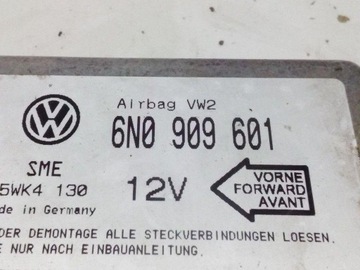 Airbag VW2
6N0 909 601
SME
5WK4 130
12V
VORNE
FORWARD
AVANT
de in Germany
DER DEMONTAGE ALLE STECKVERBINDUNGEN LOESEN.
E NUR NACH EINBAUANLEITUNG.